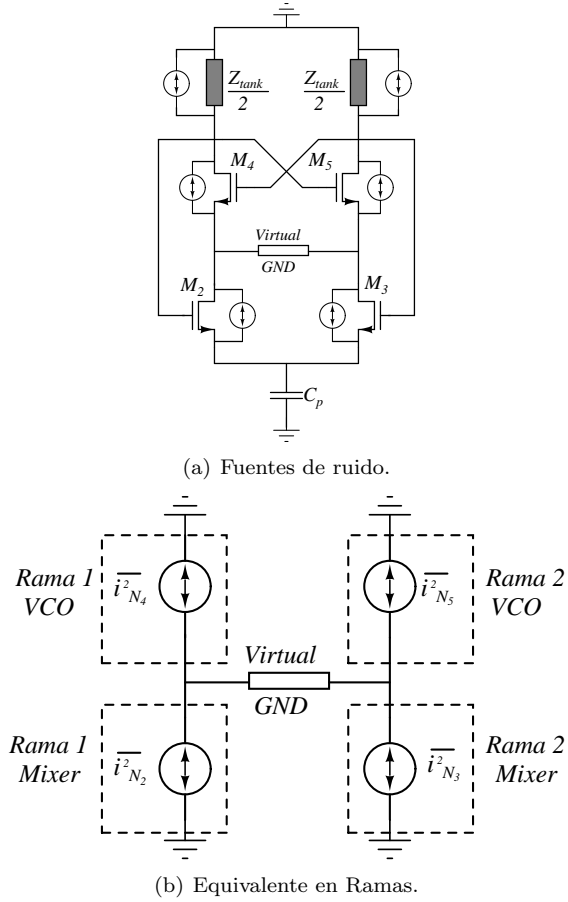 Z_tank/2 Z_tank/2
M_4 M_5
Virtual
GND
M_2 M_3
C_p
(a) Fuentes de ruido.
Rama 1 VCO
i²_N4
i²_N5
Rama 2 VCO
Virtual
GND
Rama 1 Mixer
i²_N2
i²_N3
Rama 2 Mixer
(b) Equivalente en Ramas.